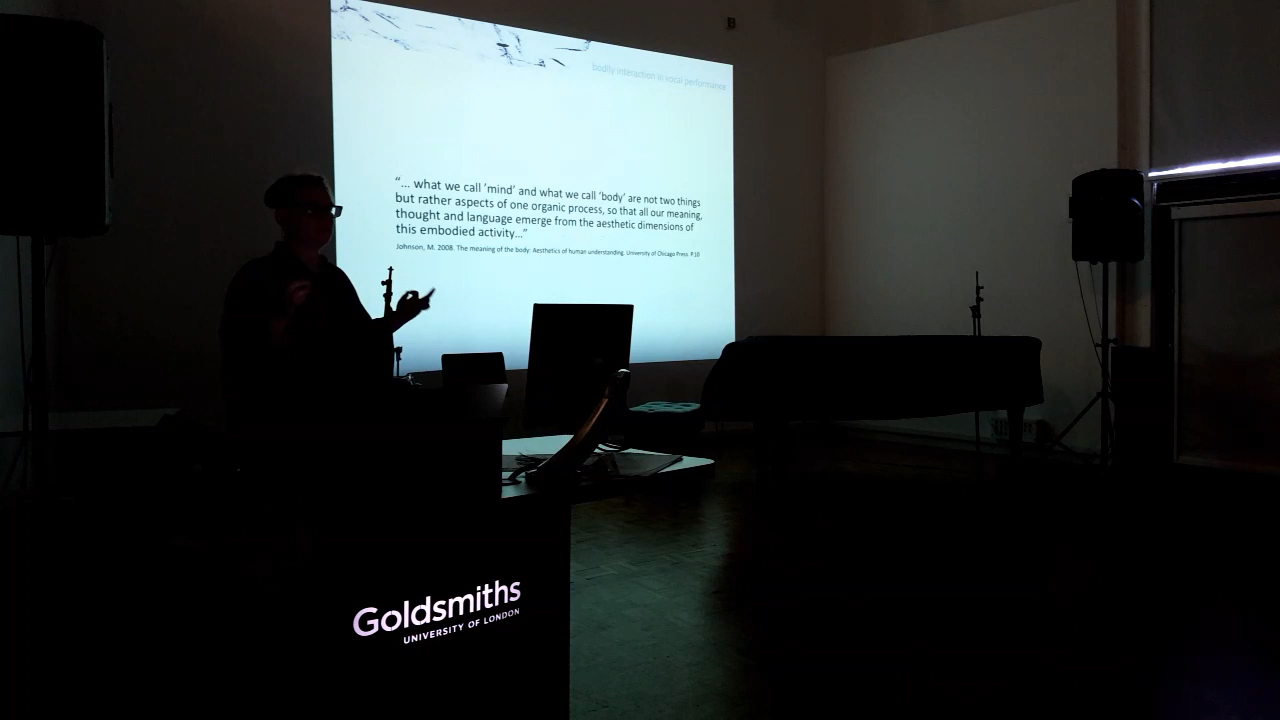 bodily interaction in vocal performance
“... what we call ’mind’ and what we call ‘body’ are not two things
but rather aspects of one organic process, so that all our meaning,
thought and language emerge from the aesthetic dimensions of
this embodied activity...”
Johnson, M. 2008. The meaning of the body: Aesthetics of human understanding. University of Chicago Press. P.10
Goldsmiths
UNIVERSITY OF LONDON